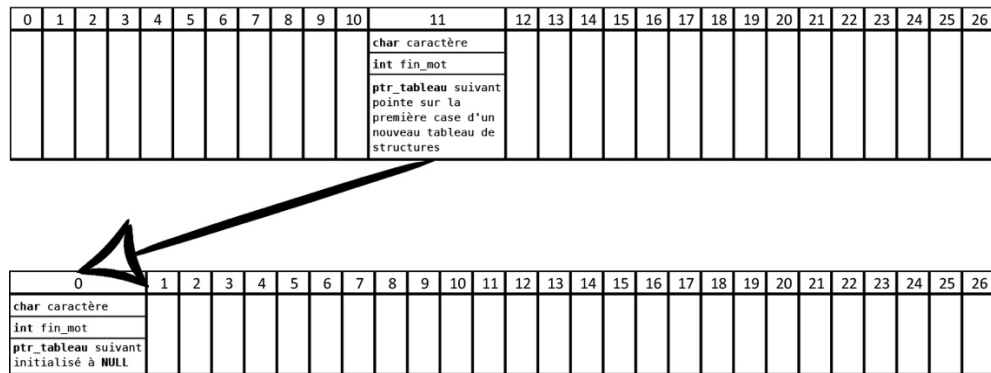 0 1 2 3 4 5 6 7 8 9 10 11 12 13 14 15 16 17 18 19 20 21 22 23 24 25 26
char caractère
int fin_mot
ptr_tableau suivant
pointe sur la
première case d'un
nouveau tableau de
structures
0 1 2 3 4 5 6 7 8 9 10 11 12 13 14 15 16 17 18 19 20 21 22 23 24 25 26
char caractère
int fin_mot
ptr_tableau suivant
initialisé à NULL